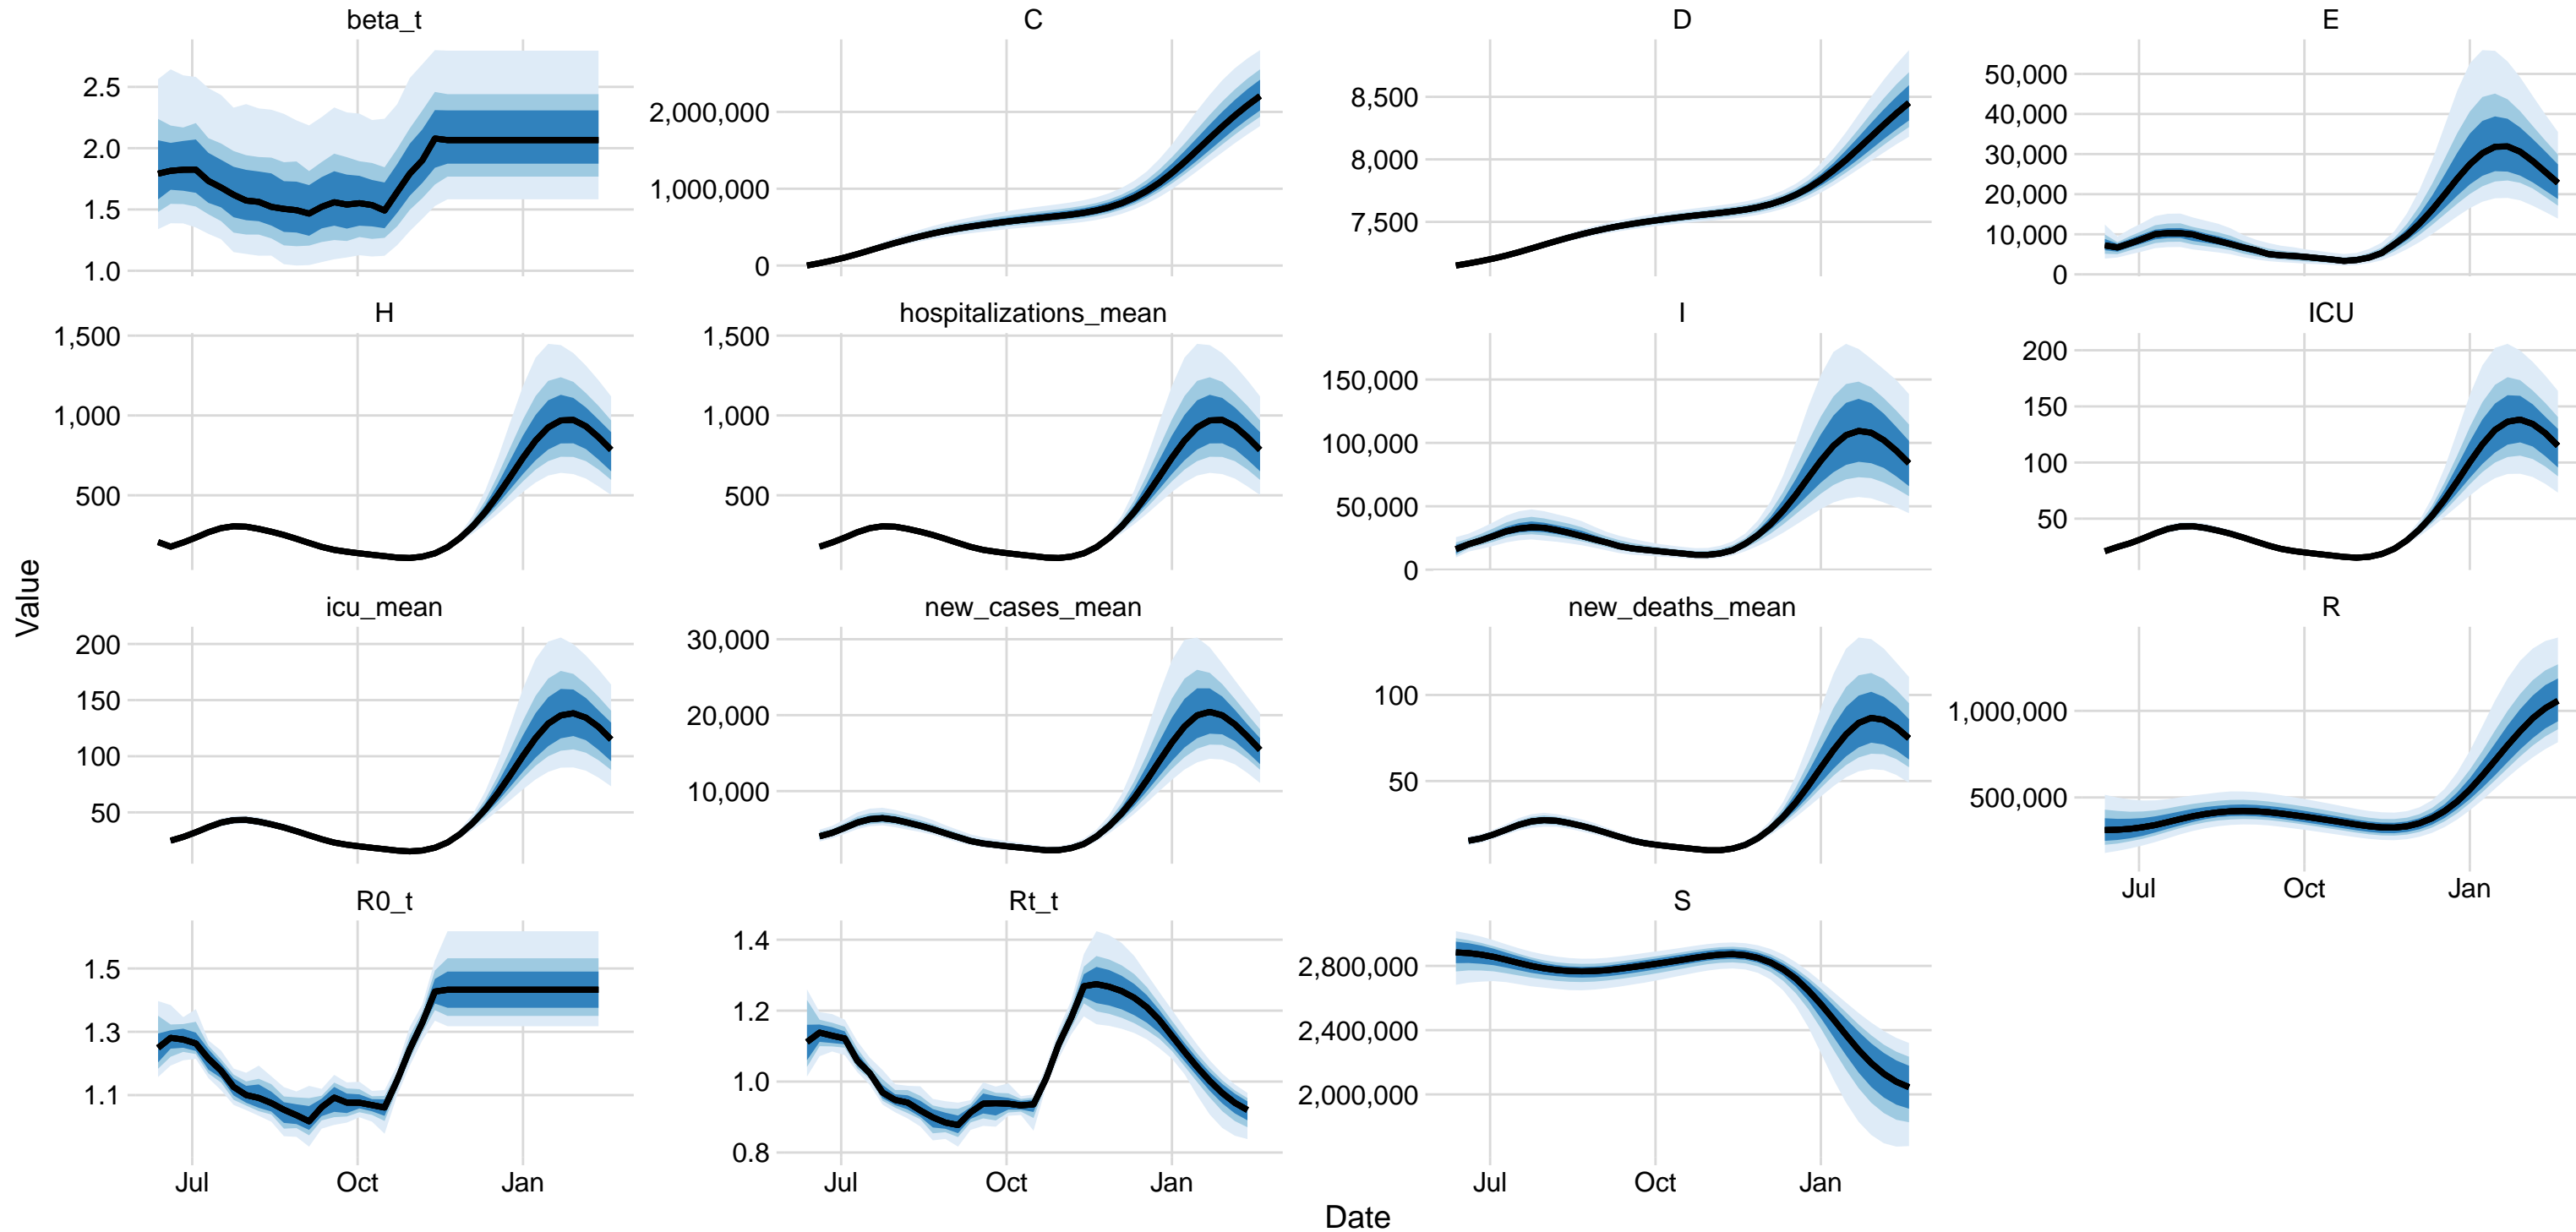 beta_t
C
D
E
2.5
2.0
1.5
1.0
2,000,000
1,000,000
0
8,500
8,000
7,500
50,000
40,000
30,000
20,000
10,000
0
H
hospitalizations_mean
I
ICU
1,500
1,000
500
1,500
1,000
500
150,000
100,000
50,000
0
200
150
100
50
Value
icu_mean
new_cases_mean
new_deaths_mean
R
200
150
100
50
30,000
20,000
10,000
100
50
1,000,000
500,000
Jul Oct Jan
R0_t
Rt_t
S
1.5
1.3
1.1
1.4
1.2
1.0
0.8
2,800,000
2,400,000
2,000,000
Jul Oct Jan
Jul Oct Jan
Jul Oct Jan
Date